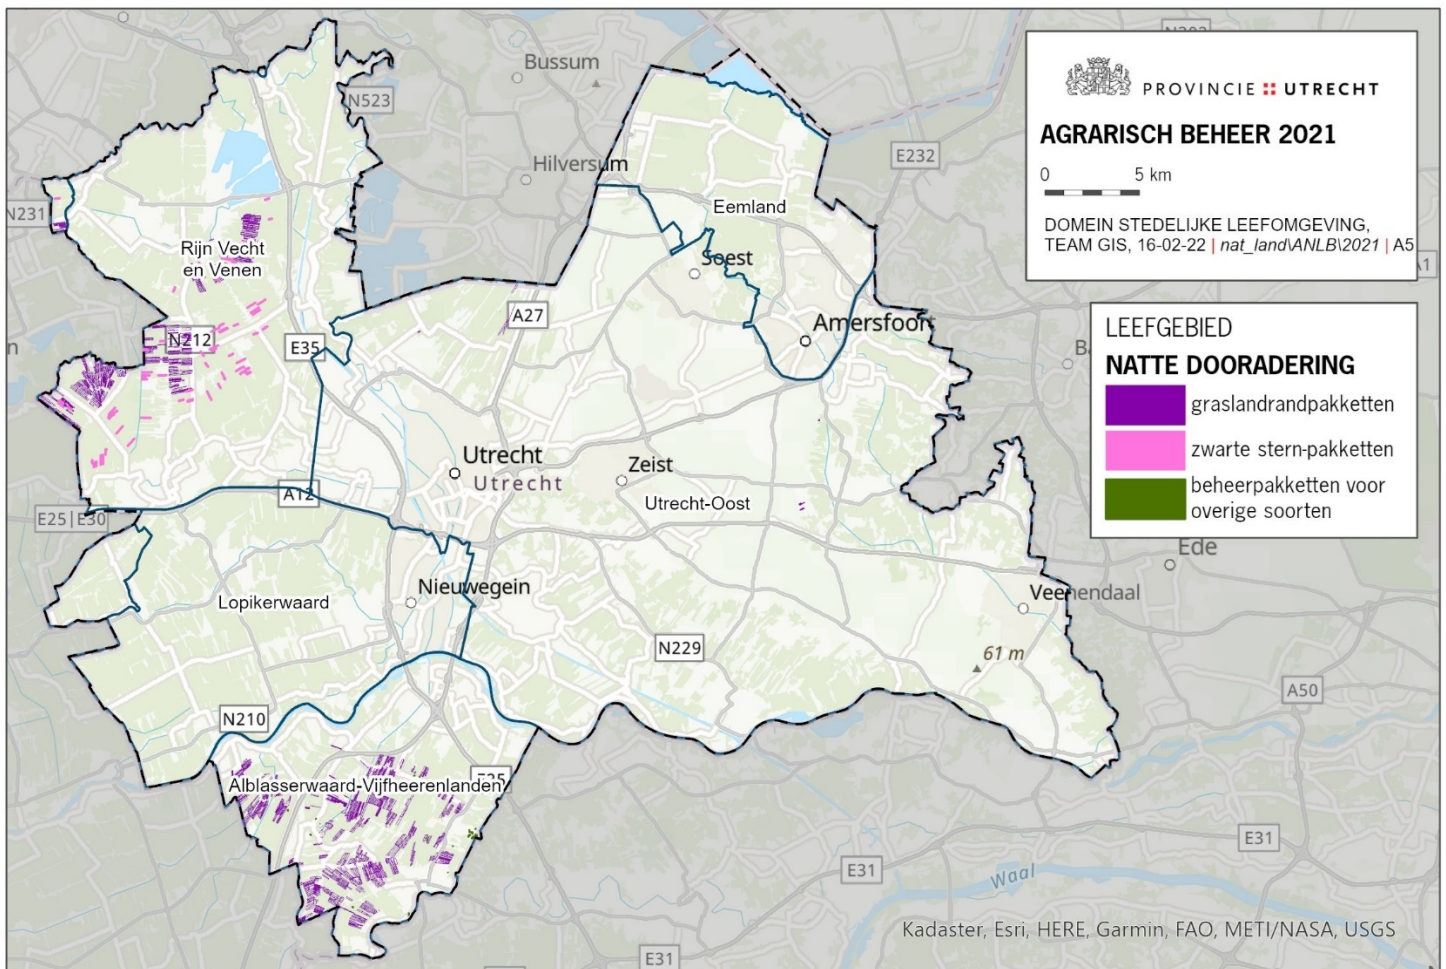 PROVINCIE :: UTRECHT
AGRARISCH BEHEER 2021
0 5 km
DOMEIN STEDELIJKE LEEFOMGEVING,
TEAM GIS, 16-02-22 | nat_land\ANLB\2021 | A5
LEEFGEBIED
NATTE DOORADERING
graslandrandpakketten
zwarte stern-pakketten
beheerpakketten voor
overige soorten
Bussum
N523
Hilversum
E232
N231
Eemland
Rijn Vecht
en Venen
Soest
A27
Amersfoort
N212
E35
Utrecht
Utrecht
Zeist
A12
Utrecht-Oost
E25|E30
Ede
Nieuwegein
Lopikerwaard
Veenendaal
N229
61 m
A50
N210
Alblasserwaard-Vijfheerenlanden
E31
E31
Waal
E31
Kadaster, Esri, HERE, Garmin, FAO, METI/NASA, USGS